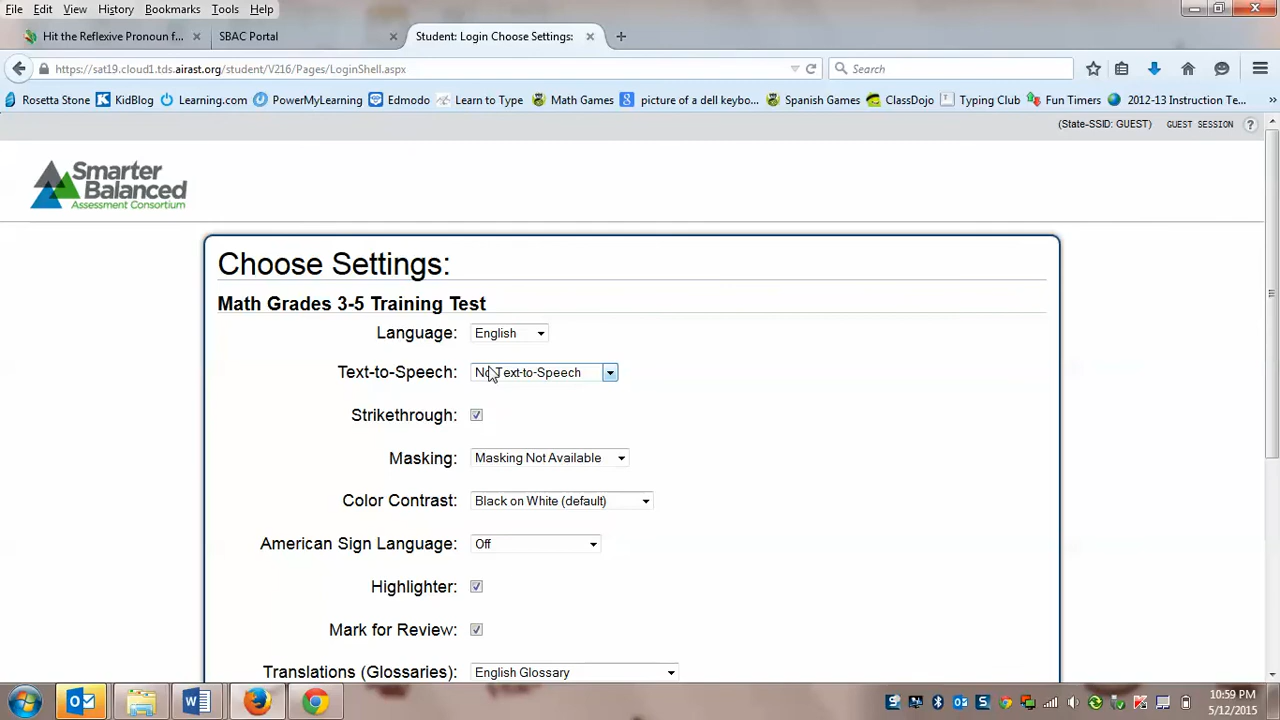 File Edit View History Bookmarks Tools Help
Hit the Reflexive Pronoun f... SBAC Portal Student: Login Choose Settings:
https://sat19.cloud1.tds.airast.org/student/V216/Pages/LoginShell.aspx Search
Rosetta Stone KidBlog Learning.com PowerMyLearning Edmodo Learn to Type Math Games picture of a dell keybo... Spanish Games ClassDojo Typing Club Fun Timers 2012-13 Instruction Te... »
(State-SSID: GUEST) GUEST SESSION ?
Smarter
Balanced
Assessment Consortium
Choose Settings:
Math Grades 3-5 Training Test
Language: English
Text-to-Speech: No Text-to-Speech
Strikethrough:
Masking: Masking Not Available
Color Contrast: Black on White (default)
American Sign Language: Off
Highlighter:
Mark for Review:
Translations (Glossaries): English Glossary
10:59 PM
5/12/2015